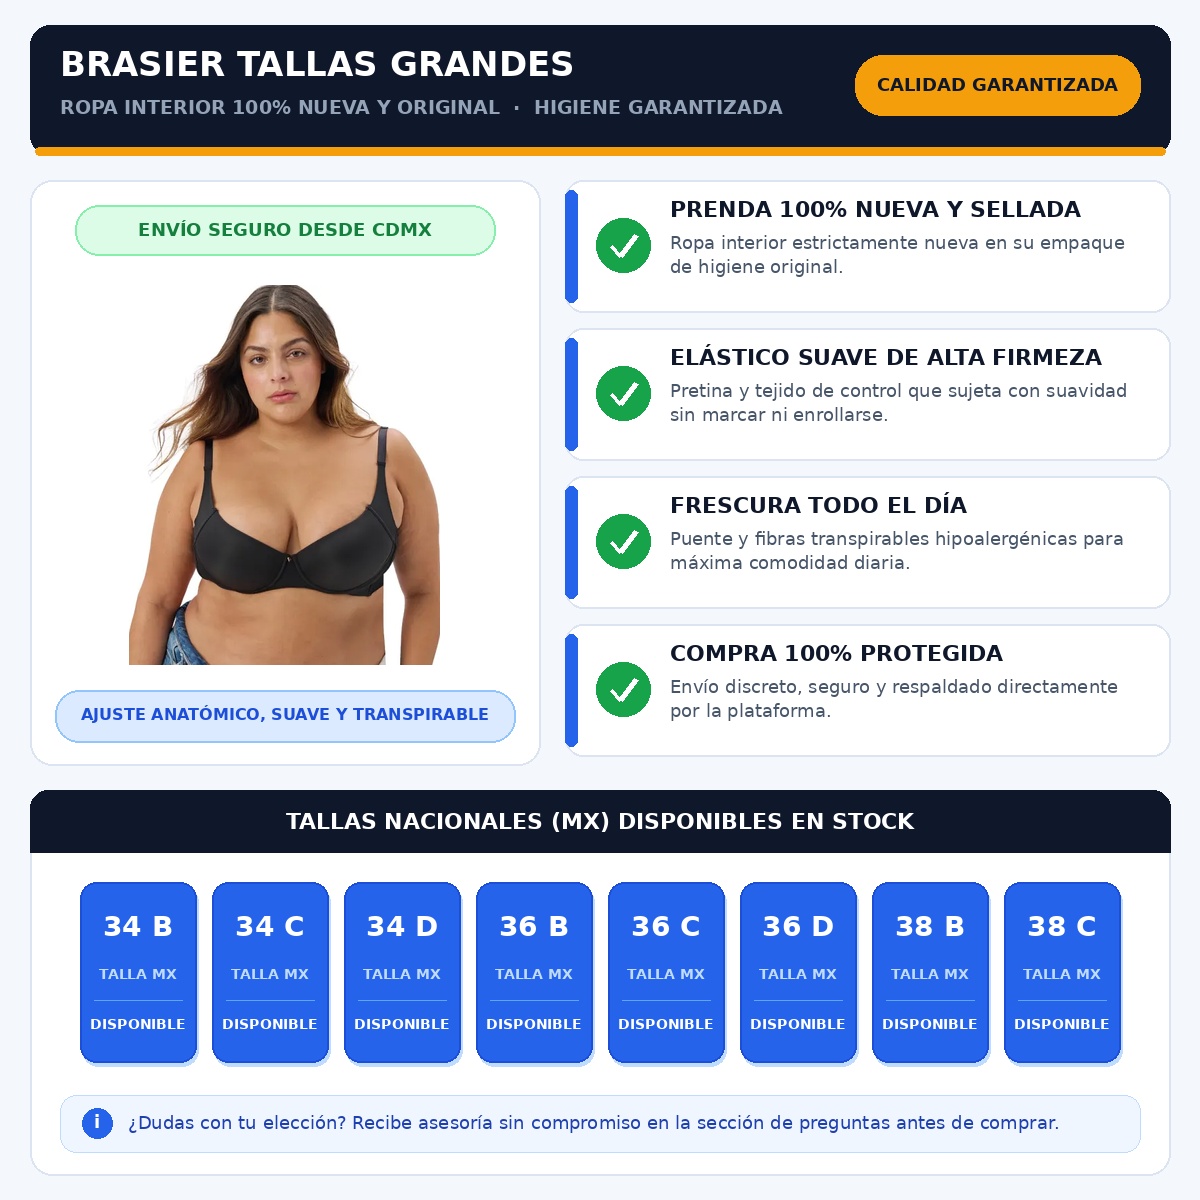 BRASIER TALLAS GRANDES
ROPA INTERIOR 100% NUEVA Y ORIGINAL · HIGIENE GARANTIZADA
CALIDAD GARANTIZADA
ENVÍO SEGURO DESDE CDMX
AJUSTE ANATÓMICO, SUAVE Y TRANSPIRABLE
PRENDA 100% NUEVA Y SELLADA
Ropa interior estrictamente nueva en su empaque
de higiene original.
ELÁSTICO SUAVE DE ALTA FIRMEZA
Pretina y tejido de control que sujeta con suavidad
sin marcar ni enrollarse.
FRESCURA TODO EL DÍA
Puente y fibras transpirables hipoalergénicas para
máxima comodidad diaria.
COMPRA 100% PROTEGIDA
Envío discreto, seguro y respaldado directamente
por la plataforma.
TALLAS NACIONALES (MX) DISPONIBLES EN STOCK
34 B
TALLA MX
DISPONIBLE
34 C
TALLA MX
DISPONIBLE
34 D
TALLA MX
DISPONIBLE
36 B
TALLA MX
DISPONIBLE
36 C
TALLA MX
DISPONIBLE
36 D
TALLA MX
DISPONIBLE
38 B
TALLA MX
DISPONIBLE
38 C
TALLA MX
DISPONIBLE
i ¿Dudas con tu elección? Recibe asesoría sin compromiso en la sección de preguntas antes de comprar.